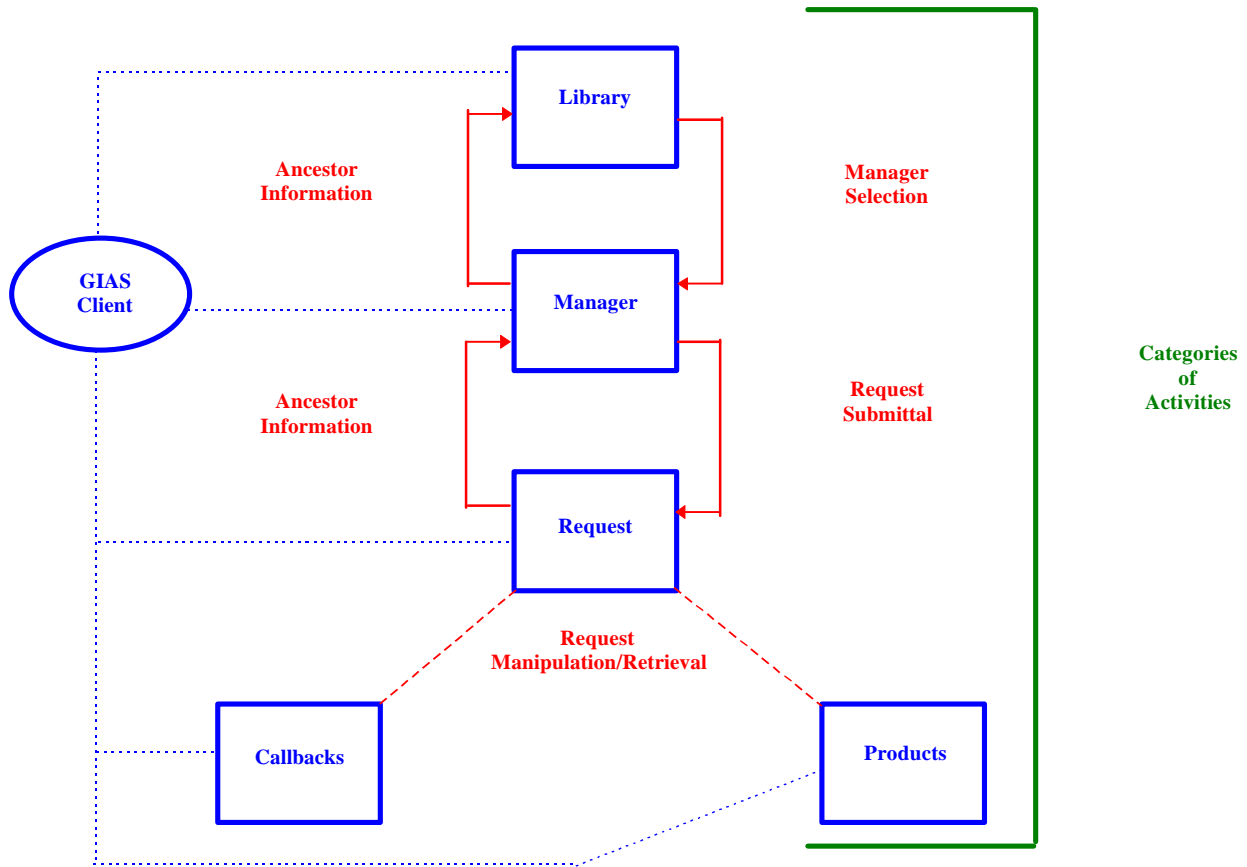 Library
Ancestor
Information
Manager
Selection
GIAS
Client
Manager
Categories
of
Activities
Ancestor
Information
Request
Submittal
Request
Request
Manipulation/Retrieval
Callbacks
Products